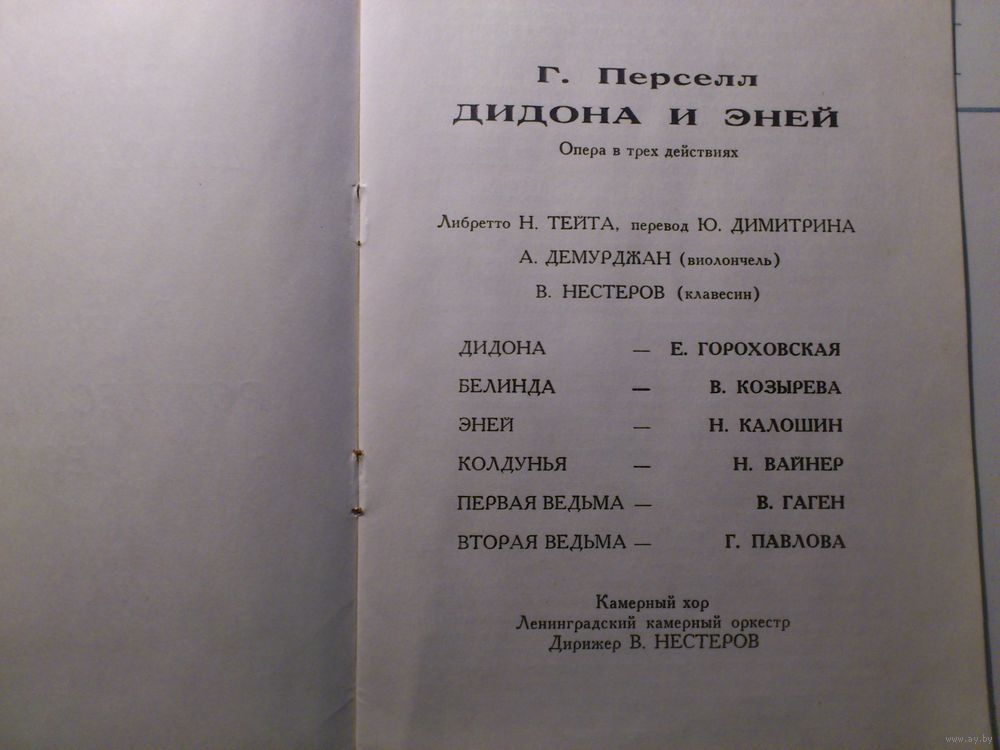 Г. Перселл
ДИДОНА И ЭНЕЙ
Опера в трех действиях
Либретто Н. ТЕЙТА, перевод Ю. ДИМИТРИНА
А. ДЕМУРДЖАН (виолончель)
В. НЕСТЕРОВ (клавесин)
ДИДОНА — Е. ГОРОХОВСКАЯ
БЕЛИНДА — В. КОЗЫРЕВА
ЭНЕЙ — Н. КАЛОШИН
КОЛДУНЬЯ — Н. ВАЙНЕР
ПЕРВАЯ ВЕДЬМА — В. ГАГЕН
ВТОРАЯ ВЕДЬМА — Г. ПАВЛОВА
Камерный хор
Ленинградский камерный оркестр
Дирижер В. НЕСТЕРОВ
www.ay.by